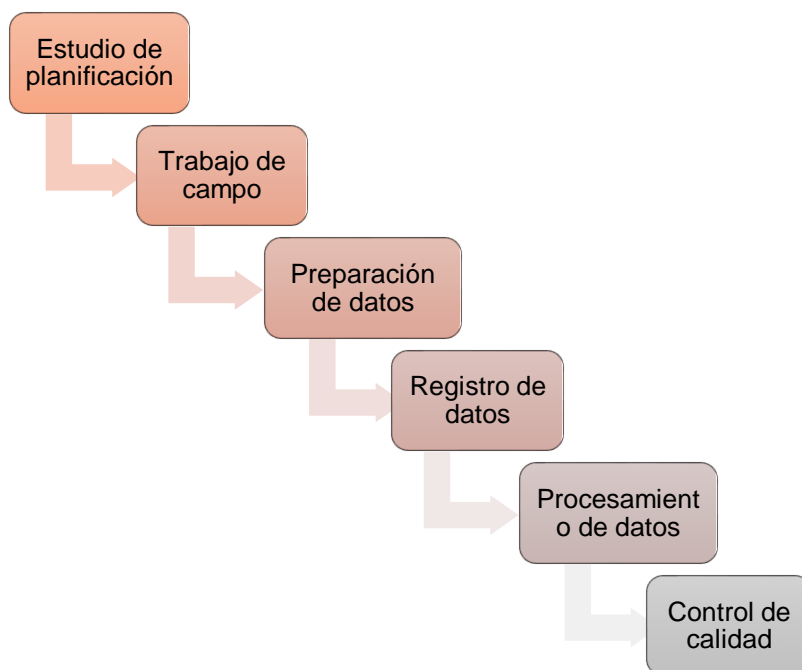 Estudio de
planificación
Trabajo de
campo
Preparación
de datos
Registro de
datos
Procesamient
o de datos
Control de
calidad